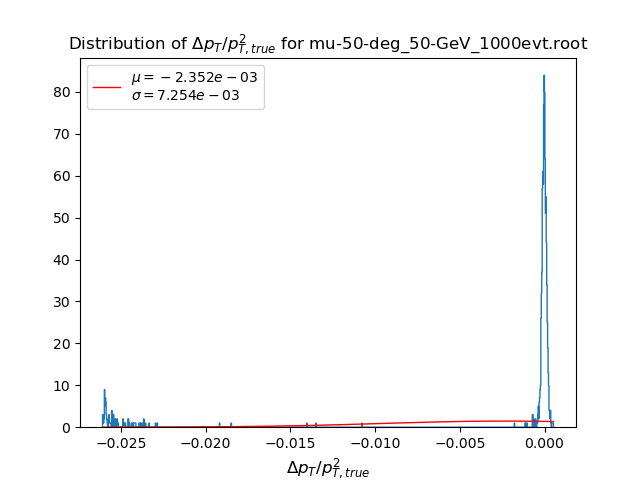 Distribution of Δp_T/p²_{T,true} for mu-50-deg_50-GeV_1000evt.root
μ = −2.352e − 03
σ = 7.254e − 03
80
70
60
50
40
30
20
10
0
−0.025 −0.020 −0.015 −0.010 −0.005 0.000
Δp_T/p²_{T,true}